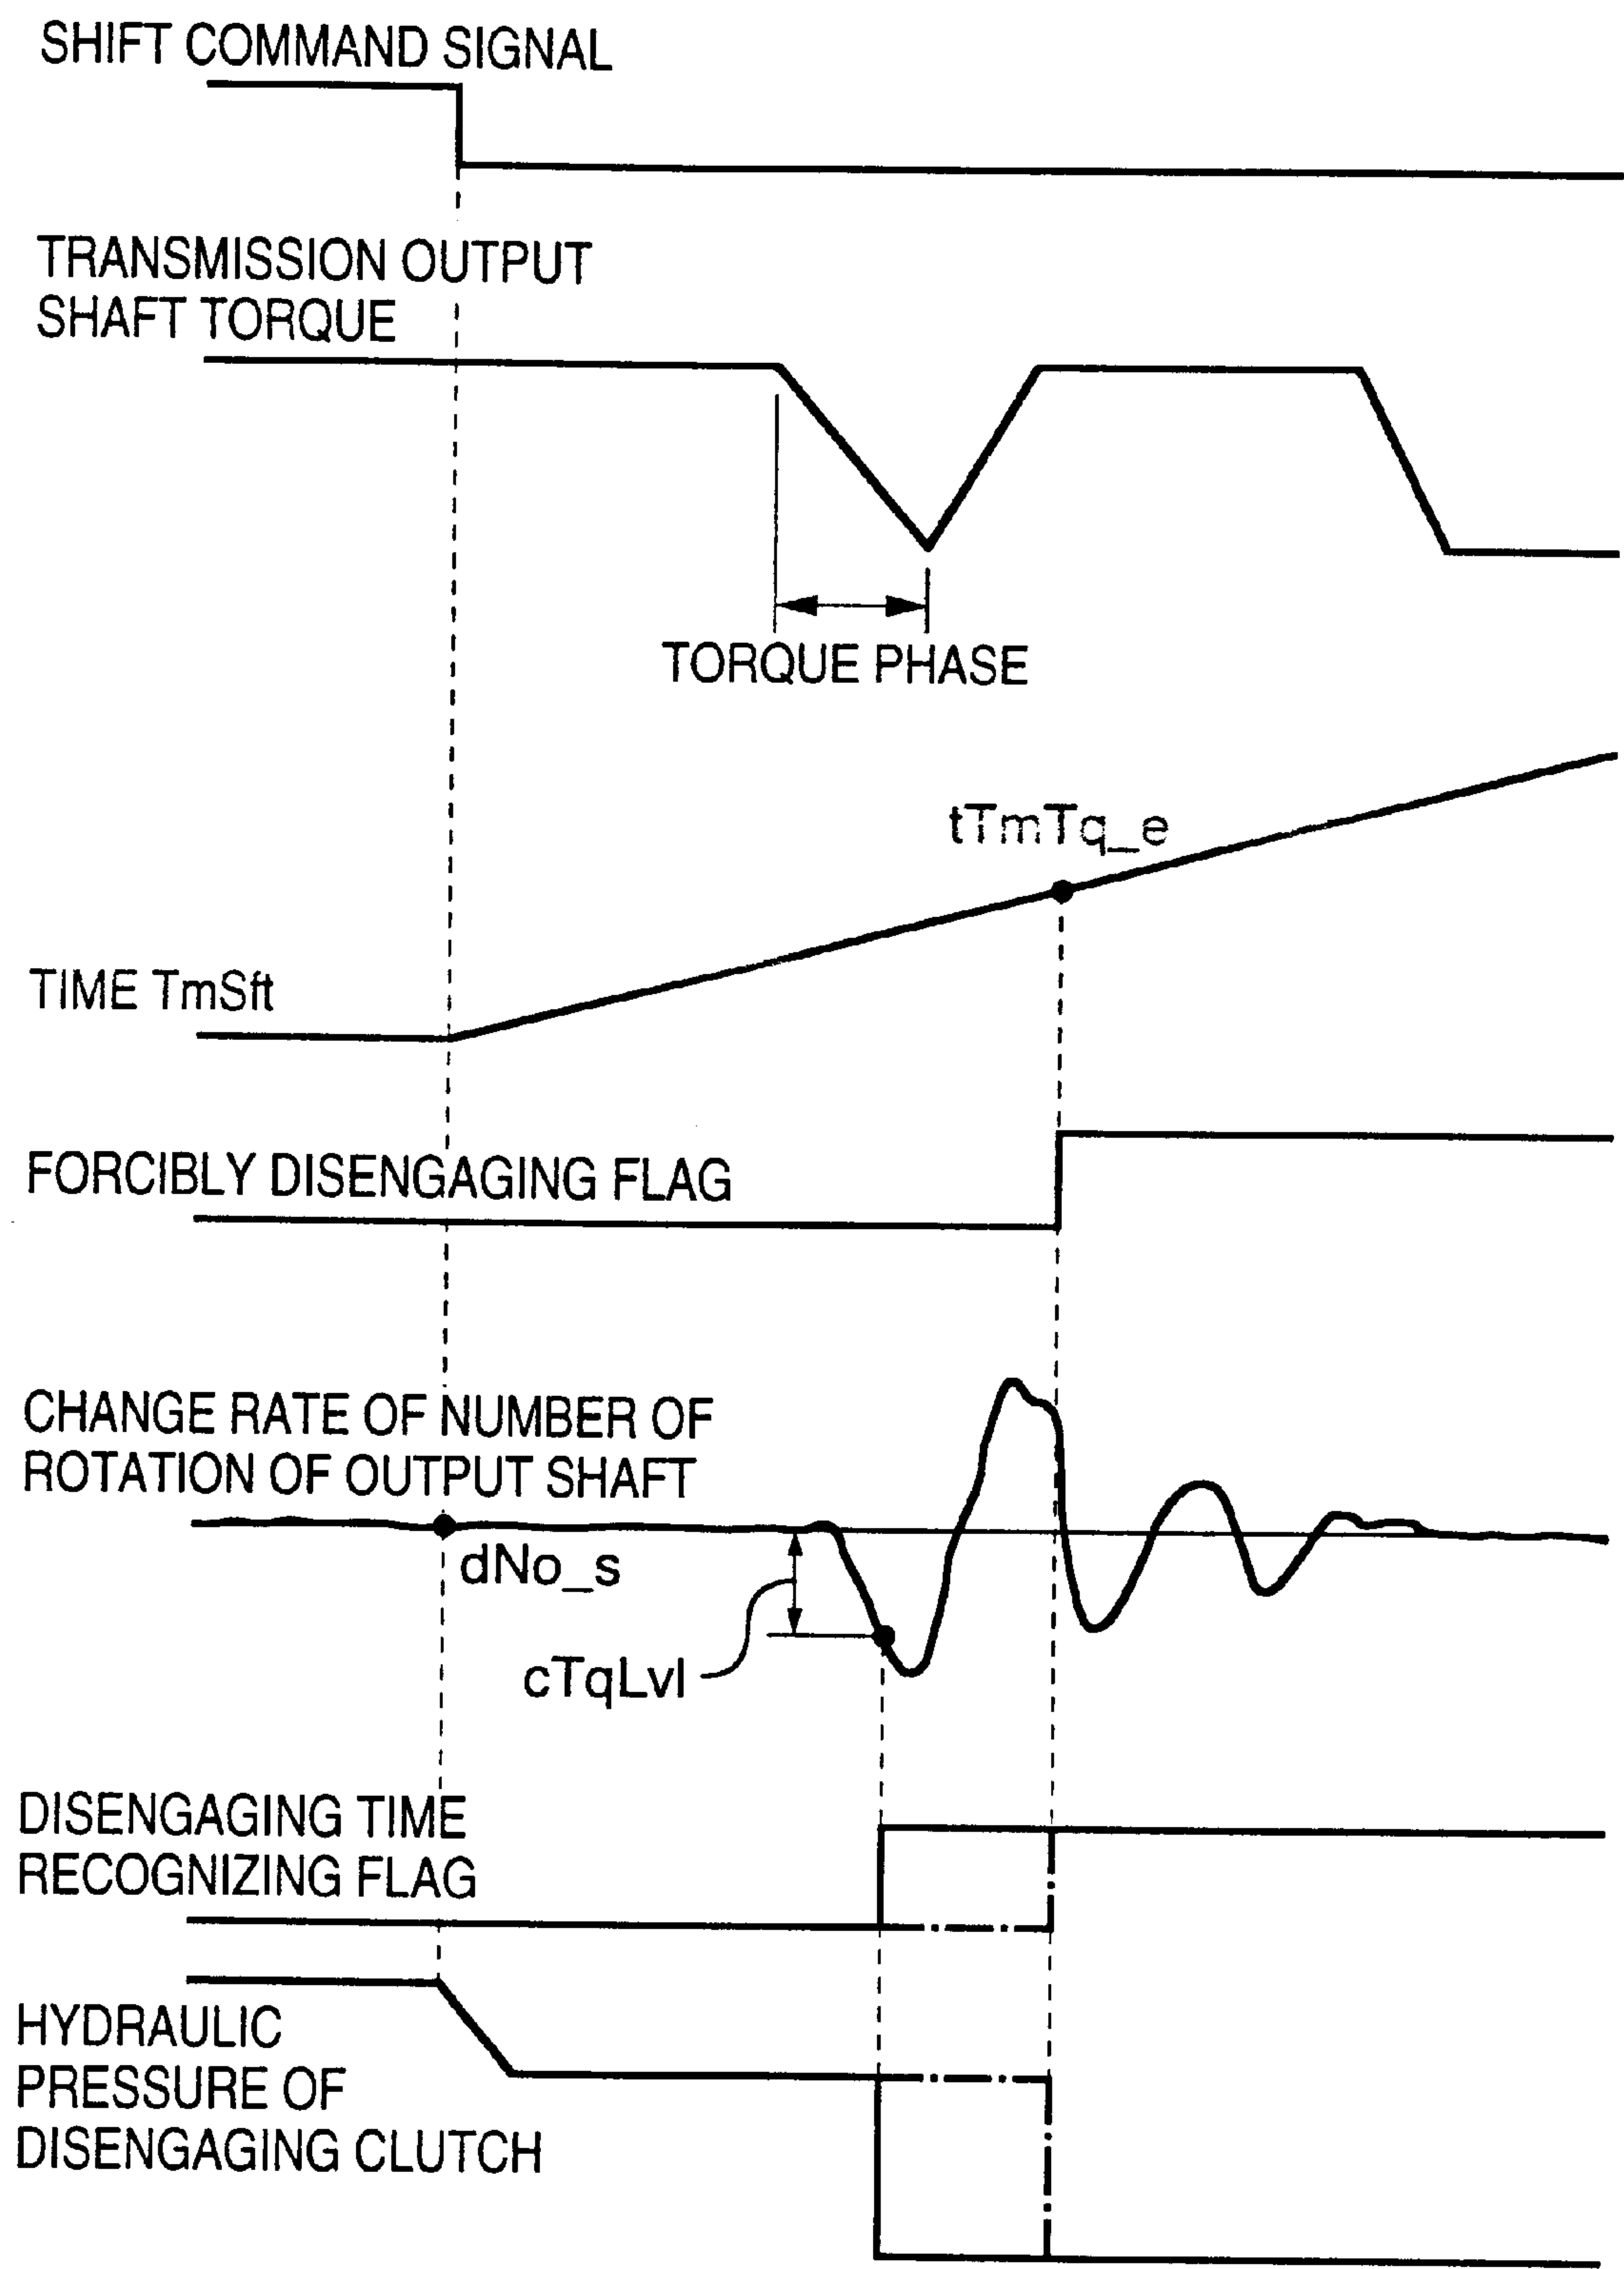 SHIFT COMMAND SIGNAL
TRANSMISSION OUTPUT
SHAFT TORQUE
TORQUE PHASE
tTmTq_e
TIME TmSft
FORCIBLY DISENGAGING FLAG
CHANGE RATE OF NUMBER OF
ROTATION OF OUTPUT SHAFT
dNo_s
cTqLvl
DISENGAGING TIME
RECOGNIZING FLAG
HYDRAULIC
PRESSURE OF
DISENGAGING CLUTCH